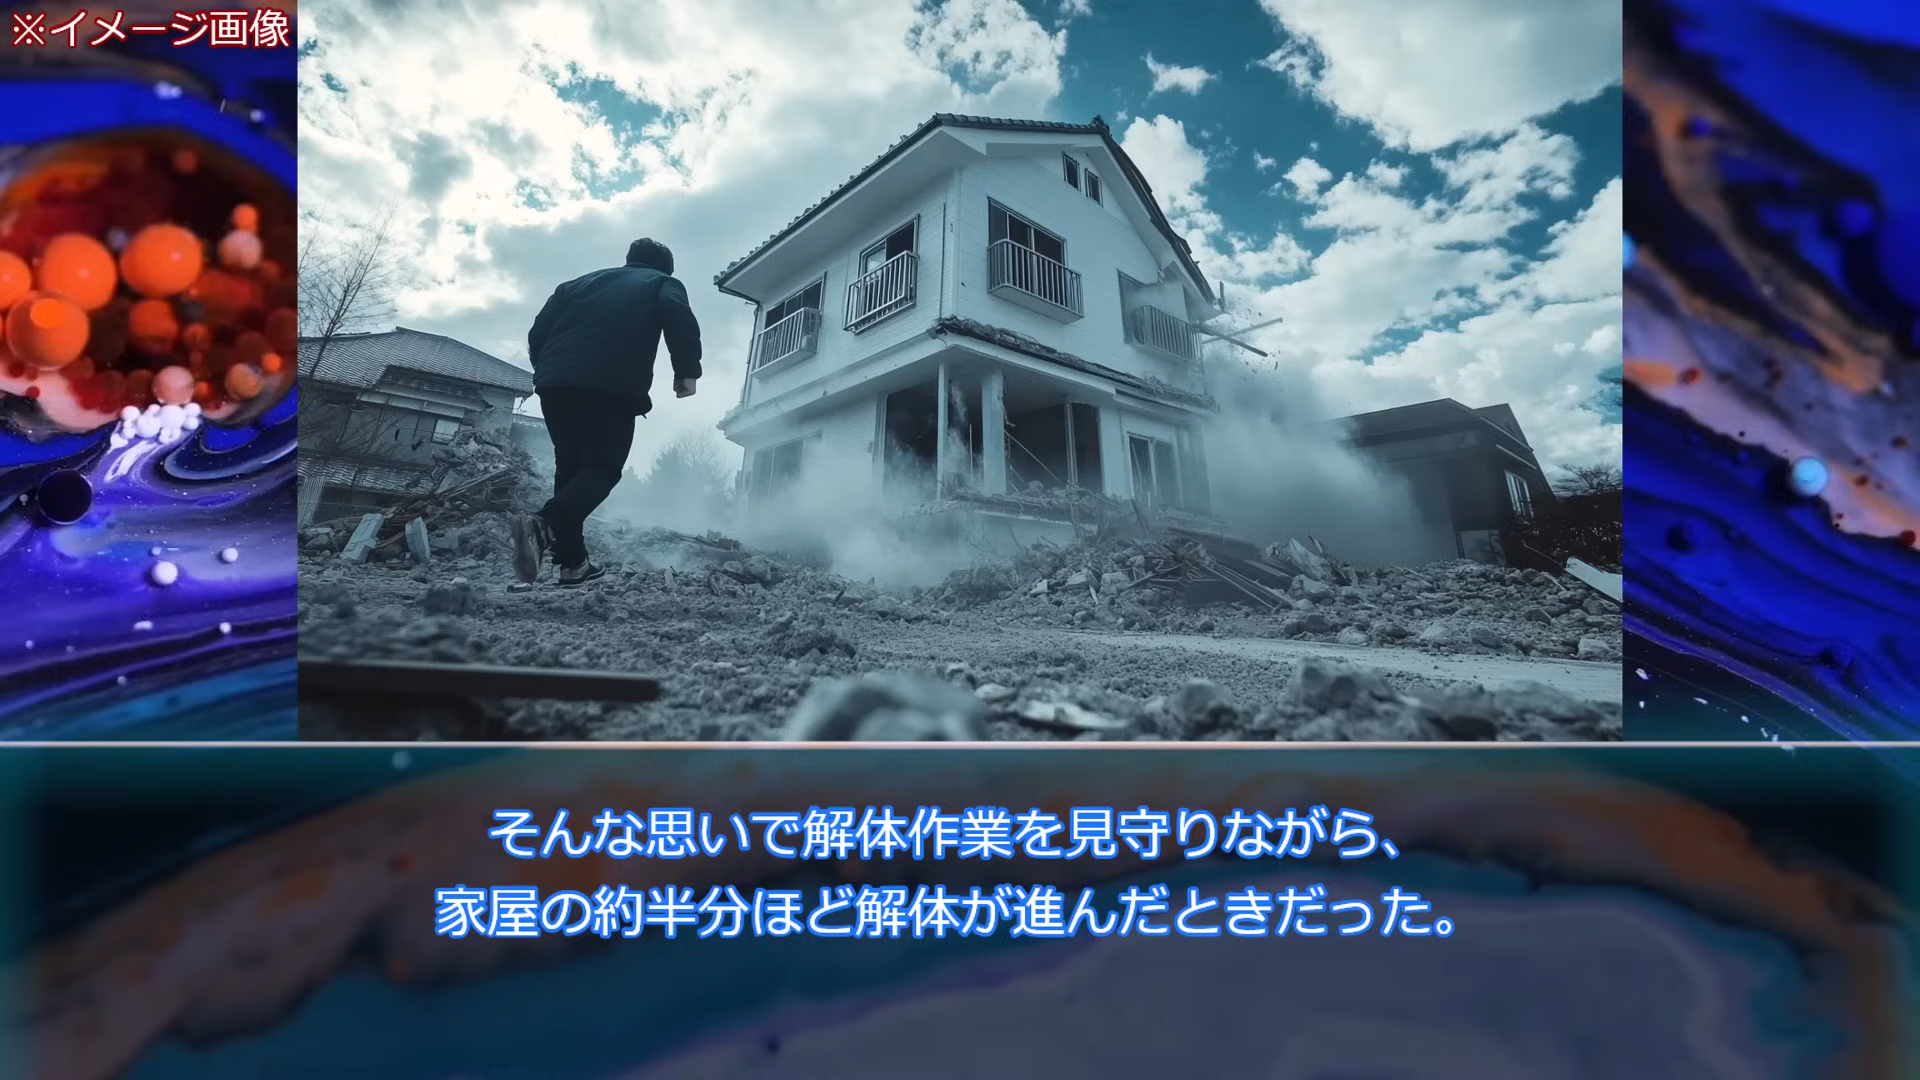 ※イメージ画像
そんな思いで解体作業を見守りながら、
家屋の約半分ほど解体が進んだときだった。